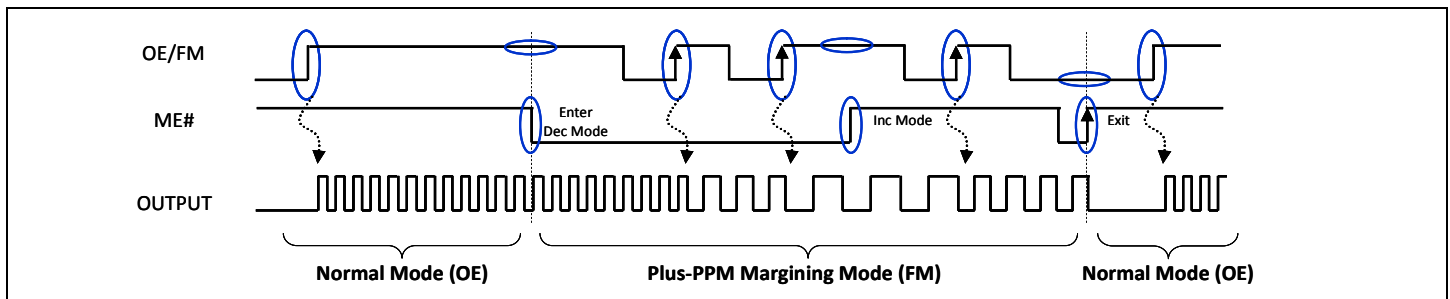 OE/FM
ME#
Enter
Dec Mode
Inc Mode
Exit
OUTPUT
Normal Mode (OE)
Plus-PPM Margining Mode (FM)
Normal Mode (OE)